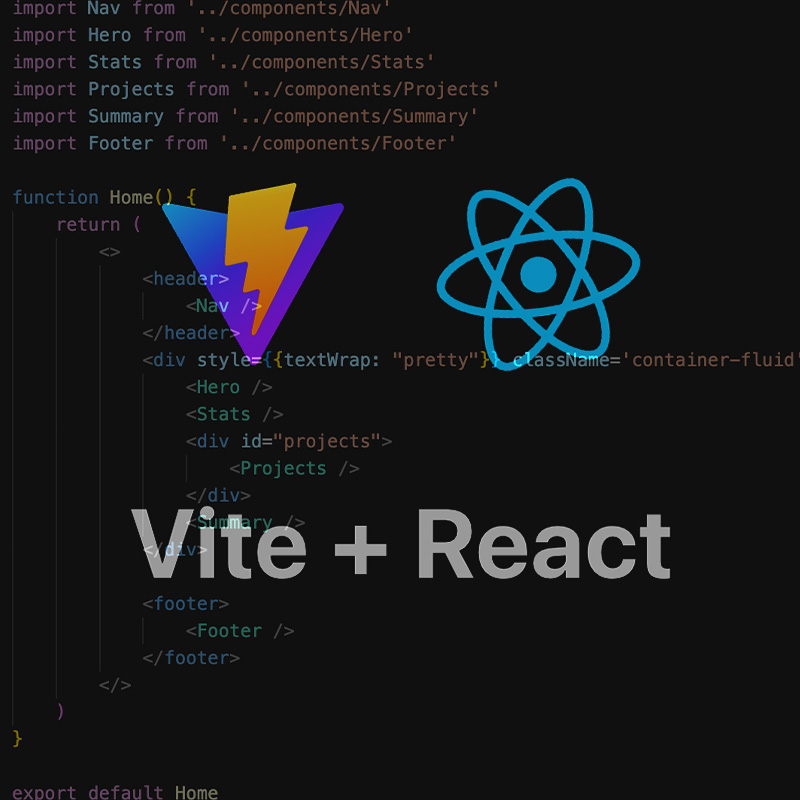 import Nav from '../components/Nav'
import Hero from '../components/Hero'
import Stats from '../components/Stats'
import Projects from '../components/Projects'
import Summary from '../components/Summary'
import Footer from '../components/Footer'
function Home() {
return (
<>
<header>
<Nav />
</header>
<div style={{textWrap: "pretty"}} className='container-fluid'
<Hero />
<Stats />
<div id="projects">
<Projects />
</div>
<Summary />
</div>
Vite + React
<footer>
<Footer />
</footer>
</>
)
}
export default Home